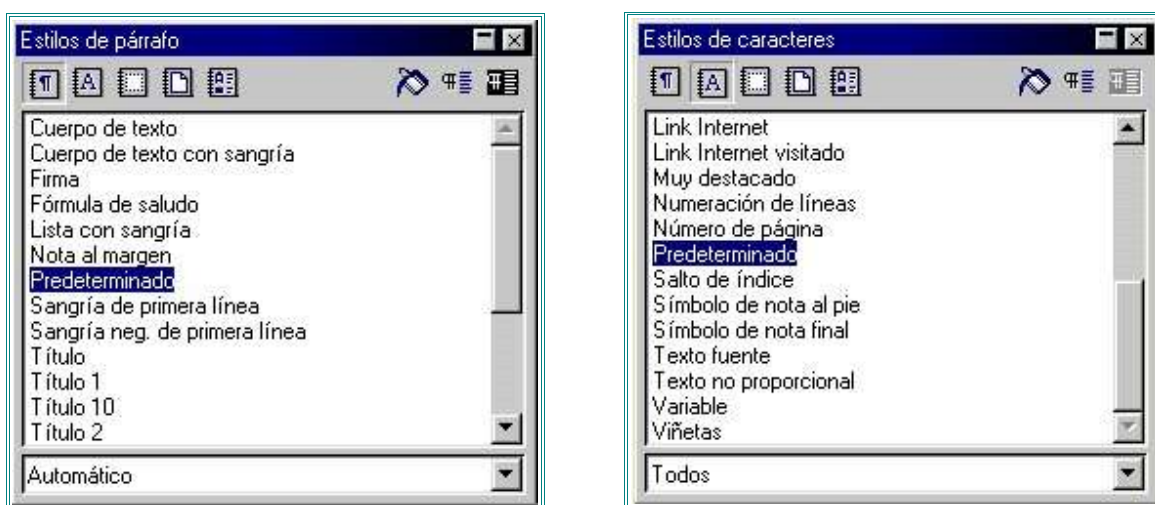 Estilos de párrafo
Cuerpo de texto
Cuerpo de texto con sangría
Firma
Fórmula de saludo
Lista con sangría
Nota al margen
Predeterminado
Sangría de primera línea
Sangría neg. de primera línea
Título
Título 1
Título 10
Título 2
Automático
Estilos de caracteres
Link Internet
Link Internet visitado
Muy destacado
Numeración de líneas
Número de página
Predeterminado
Salto de índice
Símbolo de nota al pie
Símbolo de nota final
Texto fuente
Texto no proporcional
Variable
Viñetas
Todos